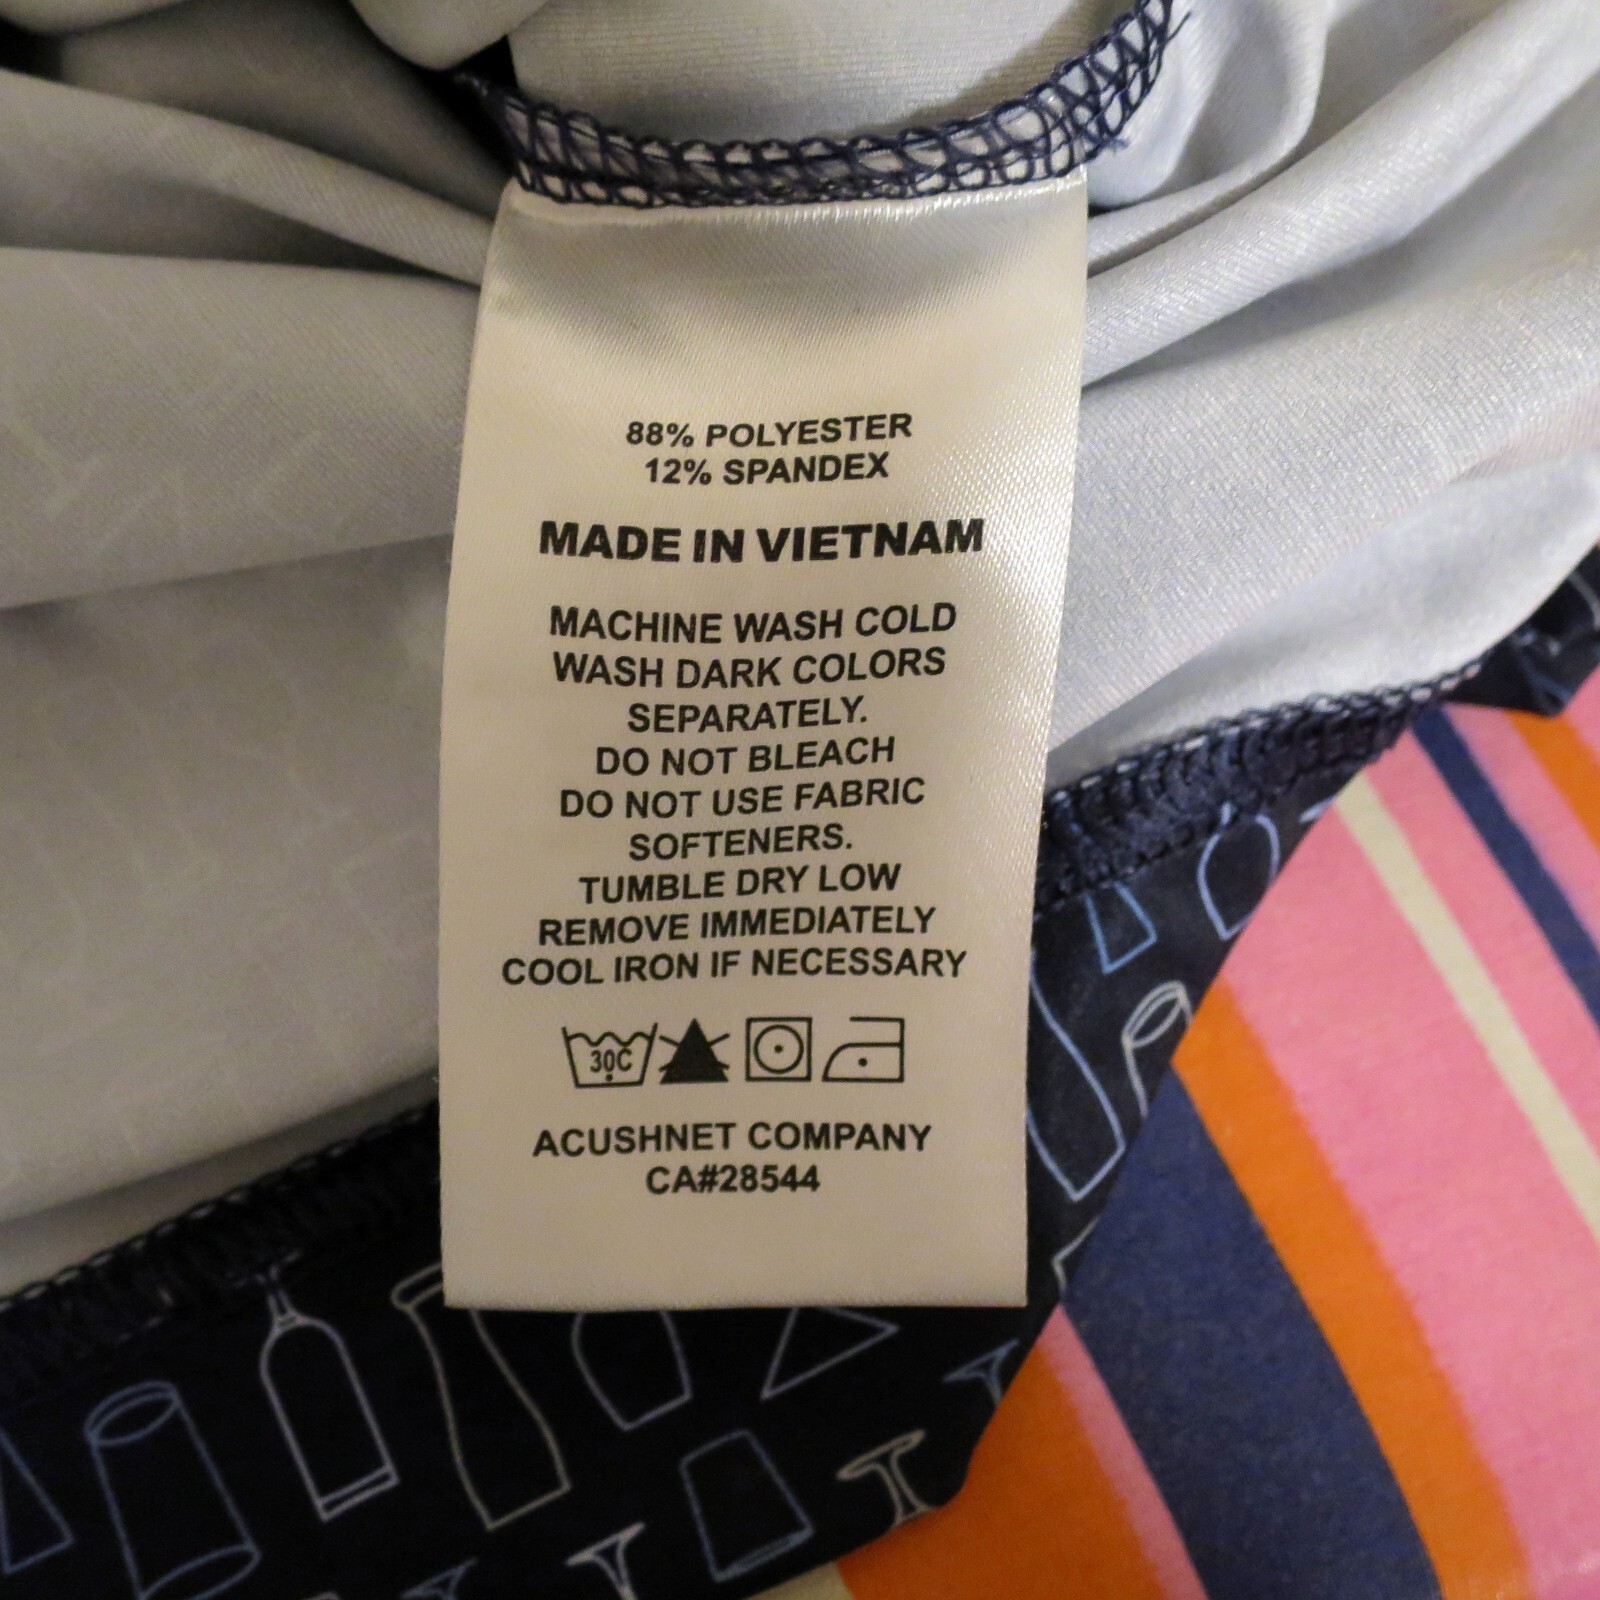 88% POLYESTER
12% SPANDEX
MADE IN VIETNAM
MACHINE WASH COLD
WASH DARK COLORS
SEPARATELY.
DO NOT BLEACH
DO NOT USE FABRIC
SOFTENERS.
TUMBLE DRY LOW
REMOVE IMMEDIATELY
COOL IRON IF NECESSARY
30C
ACUSHNET COMPANY
CA#28544